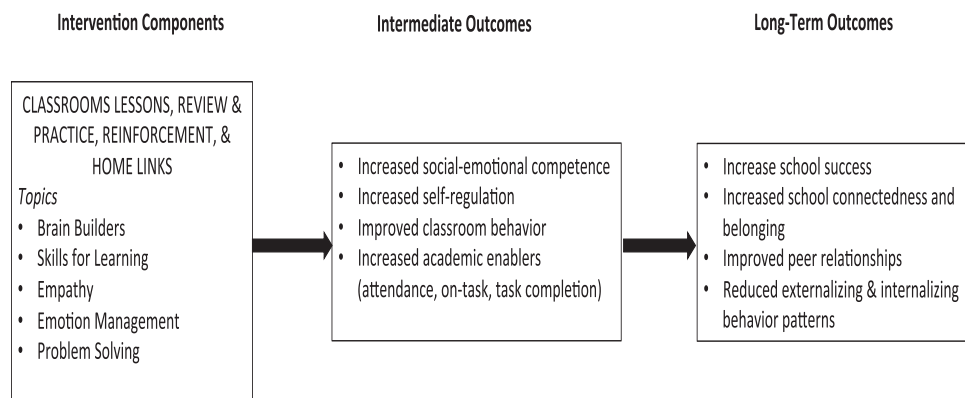 Intervention Components
Intermediate Outcomes
Long-Term Outcomes
CLASSROOMS LESSONS, REVIEW &
PRACTICE, REINFORCEMENT, &
HOME LINKS
Topics
• Brain Builders
• Skills for Learning
• Empathy
• Emotion Management
• Problem Solving
• Increased social-emotional competence
• Increased self-regulation
• Improved classroom behavior
• Increased academic enablers
(attendance, on-task, task completion)
• Increase school success
• Increased school connectedness and
belonging
• Improved peer relationships
• Reduced externalizing & internalizing
behavior patterns